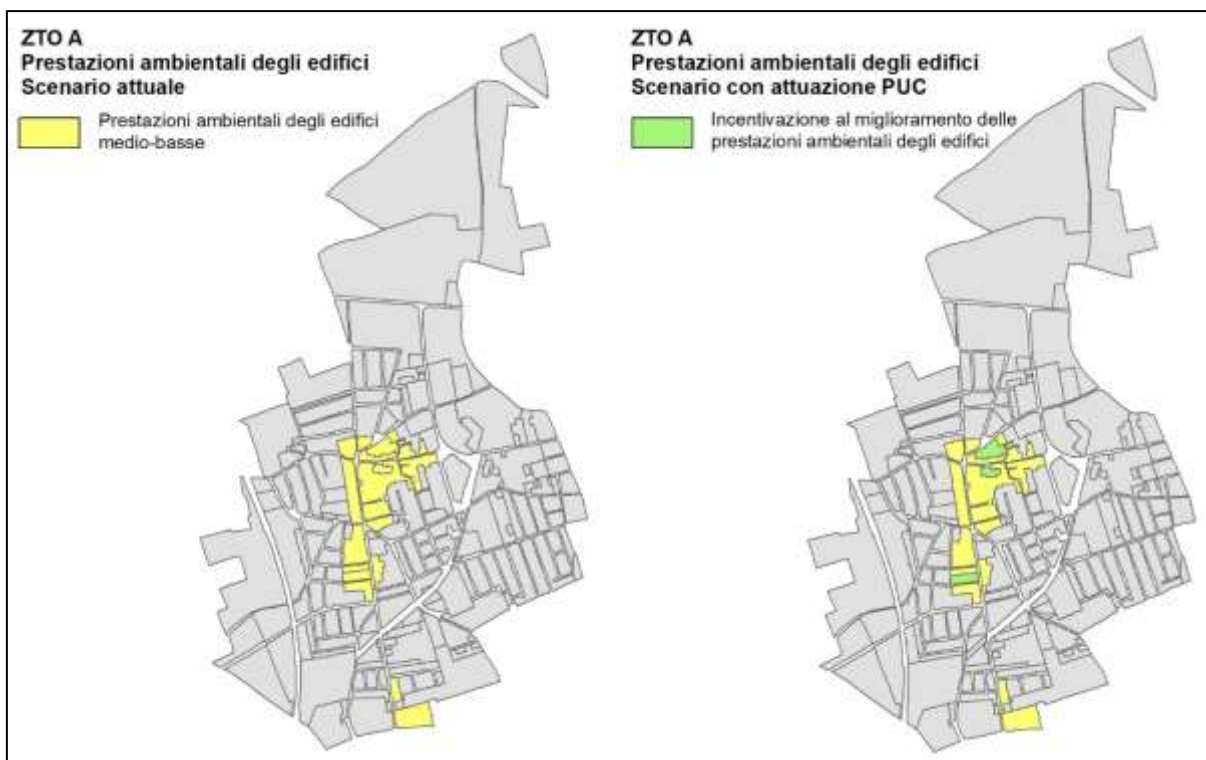 ZTO A
Prestazioni ambientali degli edifici
Scenario attuale
Prestazioni ambientali degli edifici
medio-basse
ZTO A
Prestazioni ambientali degli edifici
Scenario con attuazione PUC
Incentivazione al miglioramento delle
prestazioni ambientali degli edifici